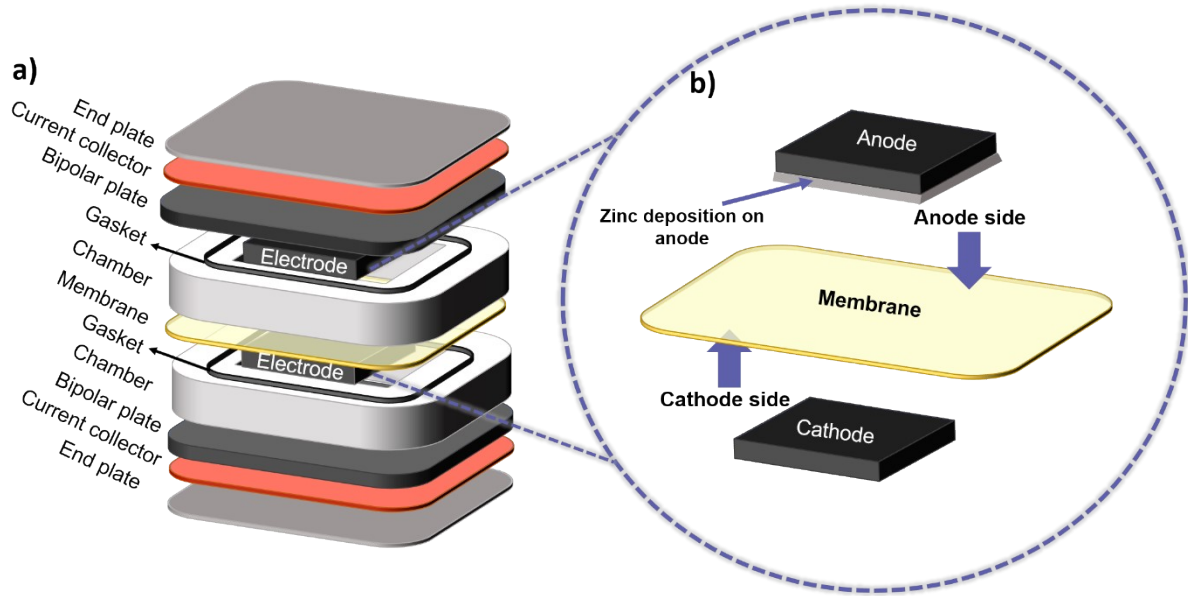 a)
End plate
Current collector
Bipolar plate
Gasket
Chamber
Membrane
Gasket
Chamber
Bipolar plate
Current collector
End plate
Electrode
Electrode
b)
Anode
Zinc deposition on
anode
Anode side
Membrane
Cathode side
Cathode